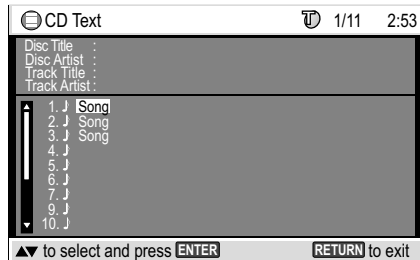 CD Text T 1/11 2:53
Disc Title :
Disc Artist :
Track Title :
Track Artist :
1. ♪ Song
2. ♪ Song
3. ♪ Song
4. ♪
5. ♪
6. ♪
7. ♪
9. ♪
10. ♪
▲▼ to select and press ENTER RETURN to exit